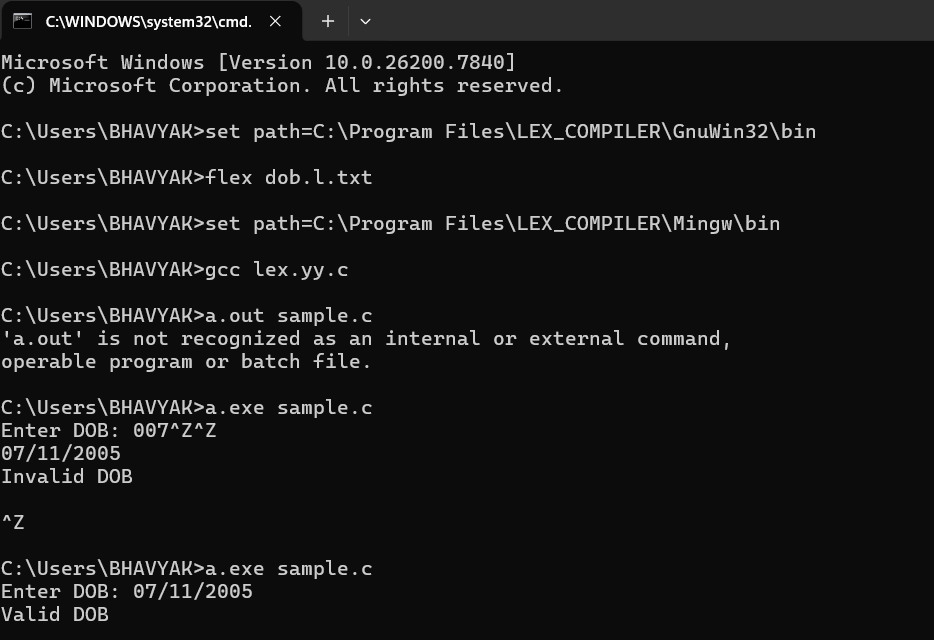 C:\WINDOWS\system32\cmd.
Microsoft Windows [Version 10.0.26200.7840]
(c) Microsoft Corporation. All rights reserved.
C:\Users\BHAVYAK>set path=C:\Program Files\LEX_COMPILER\GnuWin32\bin
C:\Users\BHAVYAK>flex dob.l.txt
C:\Users\BHAVYAK>set path=C:\Program Files\LEX_COMPILER\Mingw\bin
C:\Users\BHAVYAK>gcc lex.yy.c
C:\Users\BHAVYAK>a.out sample.c
'a.out' is not recognized as an internal or external command,
operable program or batch file.
C:\Users\BHAVYAK>a.exe sample.c
Enter DOB: 007^Z^Z
07/11/2005
Invalid DOB
^Z
C:\Users\BHAVYAK>a.exe sample.c
Enter DOB: 07/11/2005
Valid DOB